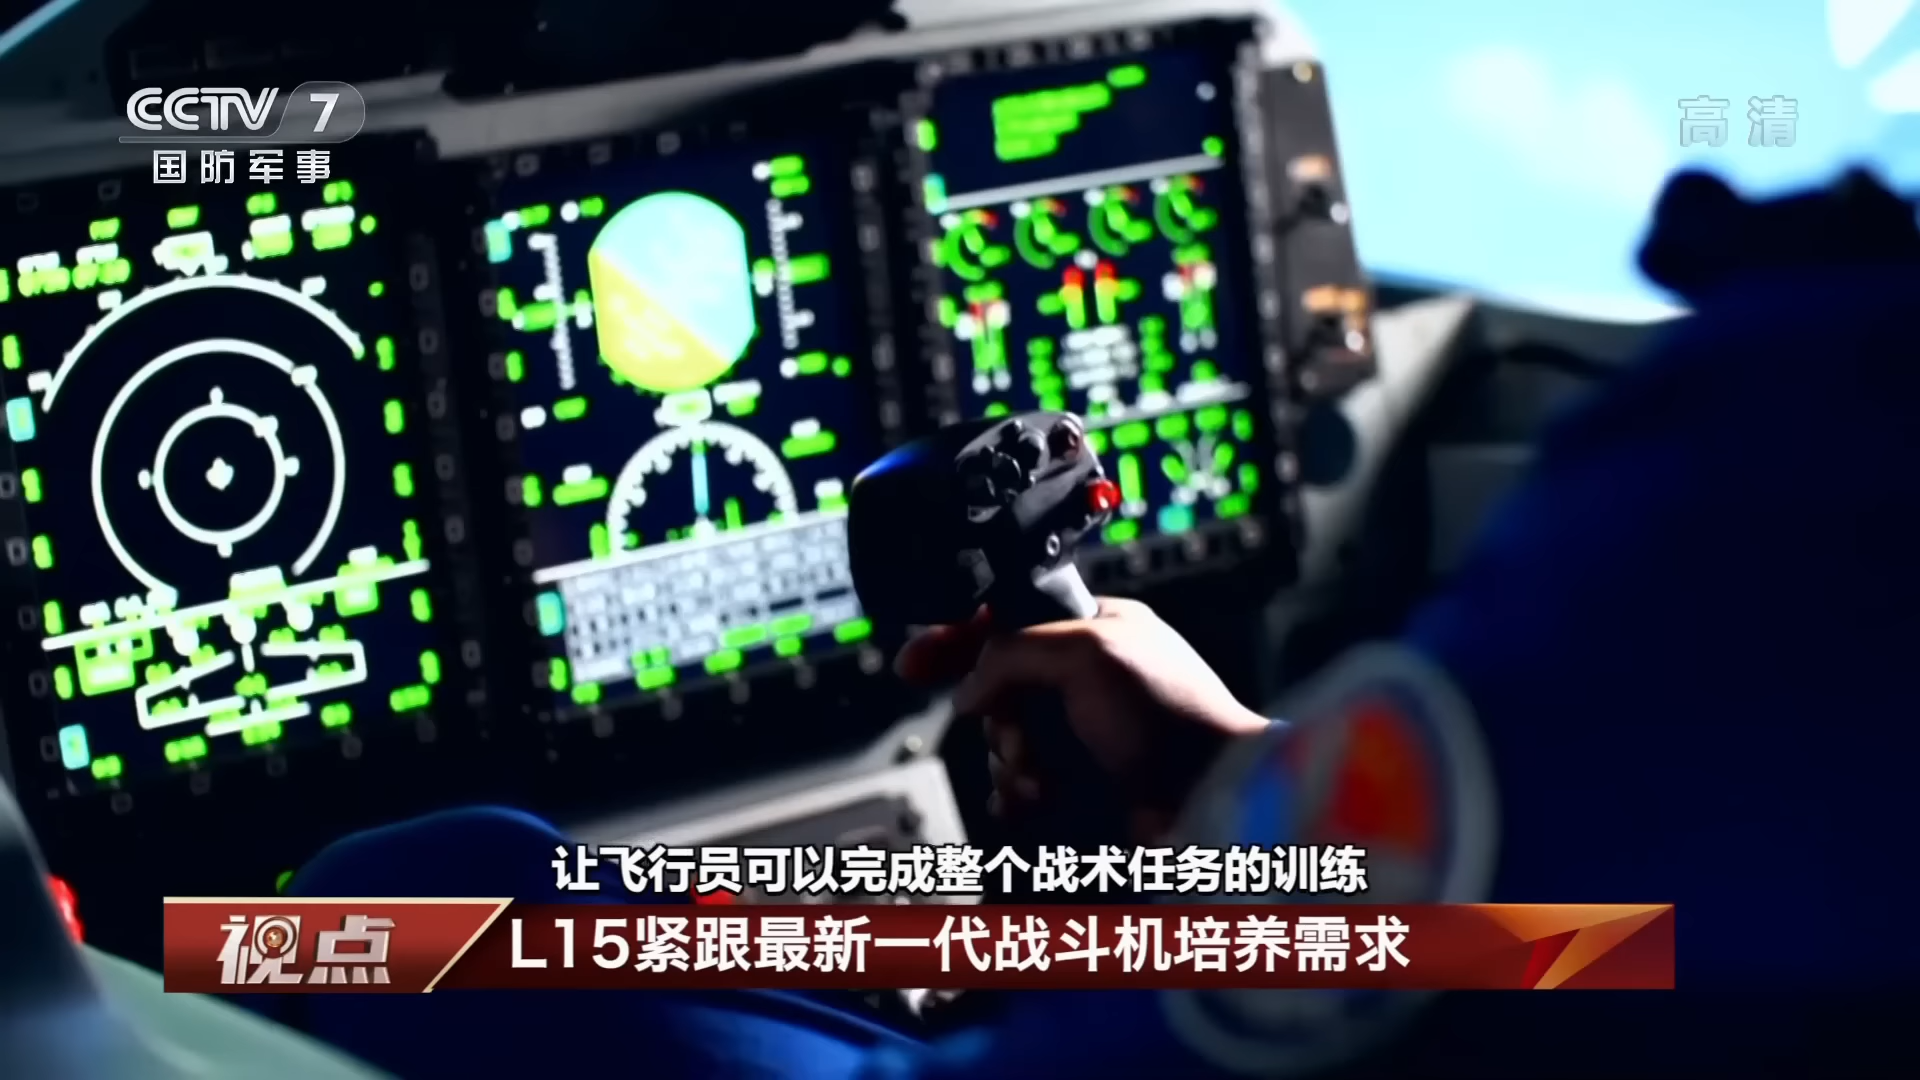 CCTV 7
国防军事
高清
让飞行员可以完成整个战术任务的训练
视点
L15紧跟最新一代战斗机培养需求